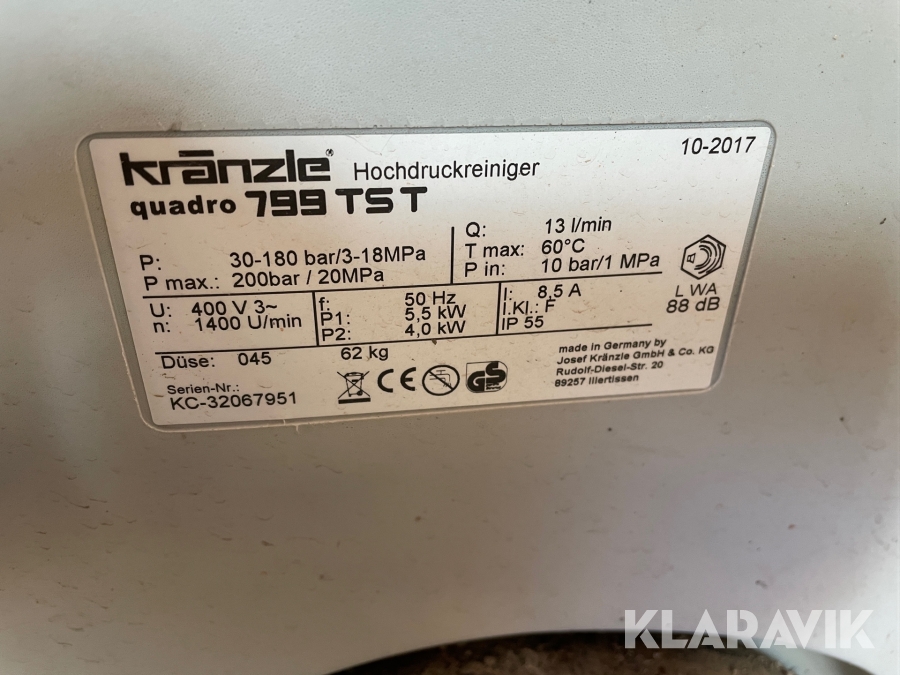 Kränzle® Hochdruckreiniger 10-2017
quadro 799 TS T
P: 30-180 bar/3-18MPa
P max.: 200bar / 20MPa
Q: 13 l/min
T max: 60°C
P in: 10 bar/1 MPa
L WA
88 dB
U: 400 V 3~
n: 1400 U/min
f: 50 Hz
P1: 5,5 kW
P2: 4,0 kW
I: 8,5 A
I.Kl.: F
IP 55
Düse: 045 62 kg
Serien-Nr.:
KC-32067951
CE GS
made in Germany by
Josef Kränzle GmbH & Co. KG
Rudolf-Diesel-Str. 20
89257 Illertissen
KLARAVIK